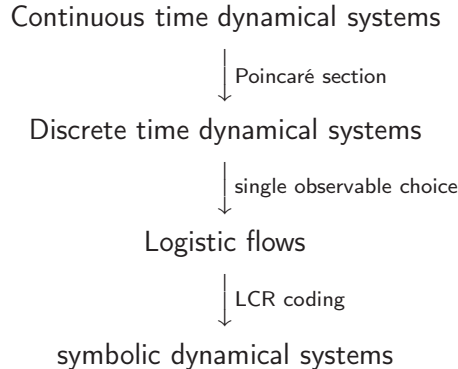 Continuous time dynamical systems
Poincaré section
Discrete time dynamical systems
single observable choice
Logistic flows
LCR coding
symbolic dynamical systems